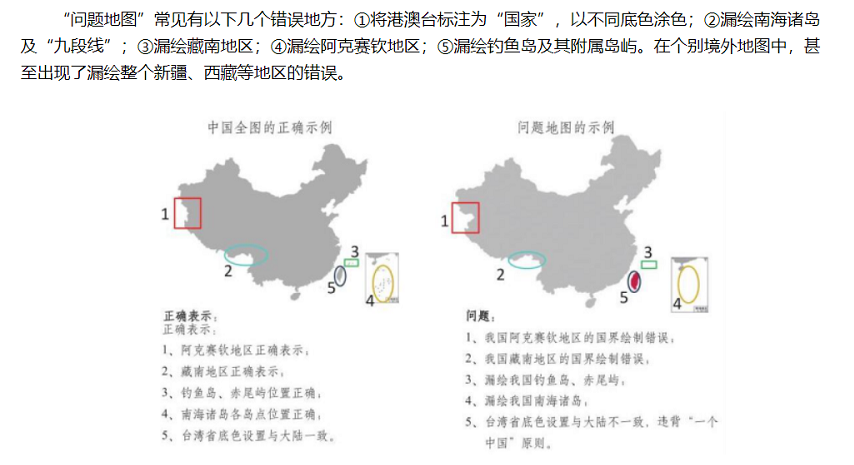 “问题地图”常见有以下几个错误地方：①将港澳台标注为“国家”，以不同底色涂色；②漏绘南海诸岛
及“九段线”；③漏绘藏南地区；④漏绘阿克赛钦地区；⑤漏绘钓鱼岛及其附属岛屿。在个别境外地图中，甚
至出现了漏绘整个新疆、西藏等地区的错误。
中国全图的正确示例
1
2
3
5
4
正确表示：
正确表示：
1、阿克赛钦地区正确表示；
2、藏南地区正确表示；
3、钓鱼岛、赤尾屿位置正确；
4、南海诸岛各岛点位置正确；
5、台湾省底色设置与大陆一致。
问题地图的示例
1
2
3
5
4
问题：
1、我国阿克赛钦地区的国界绘制错误；
2、我国藏南地区的国界绘制错误；
3、漏绘我国钓鱼岛、赤尾屿；
4、漏绘我国南海诸岛；
5、台湾省底色设置与大陆不一致，违背“一个
中国”原则。